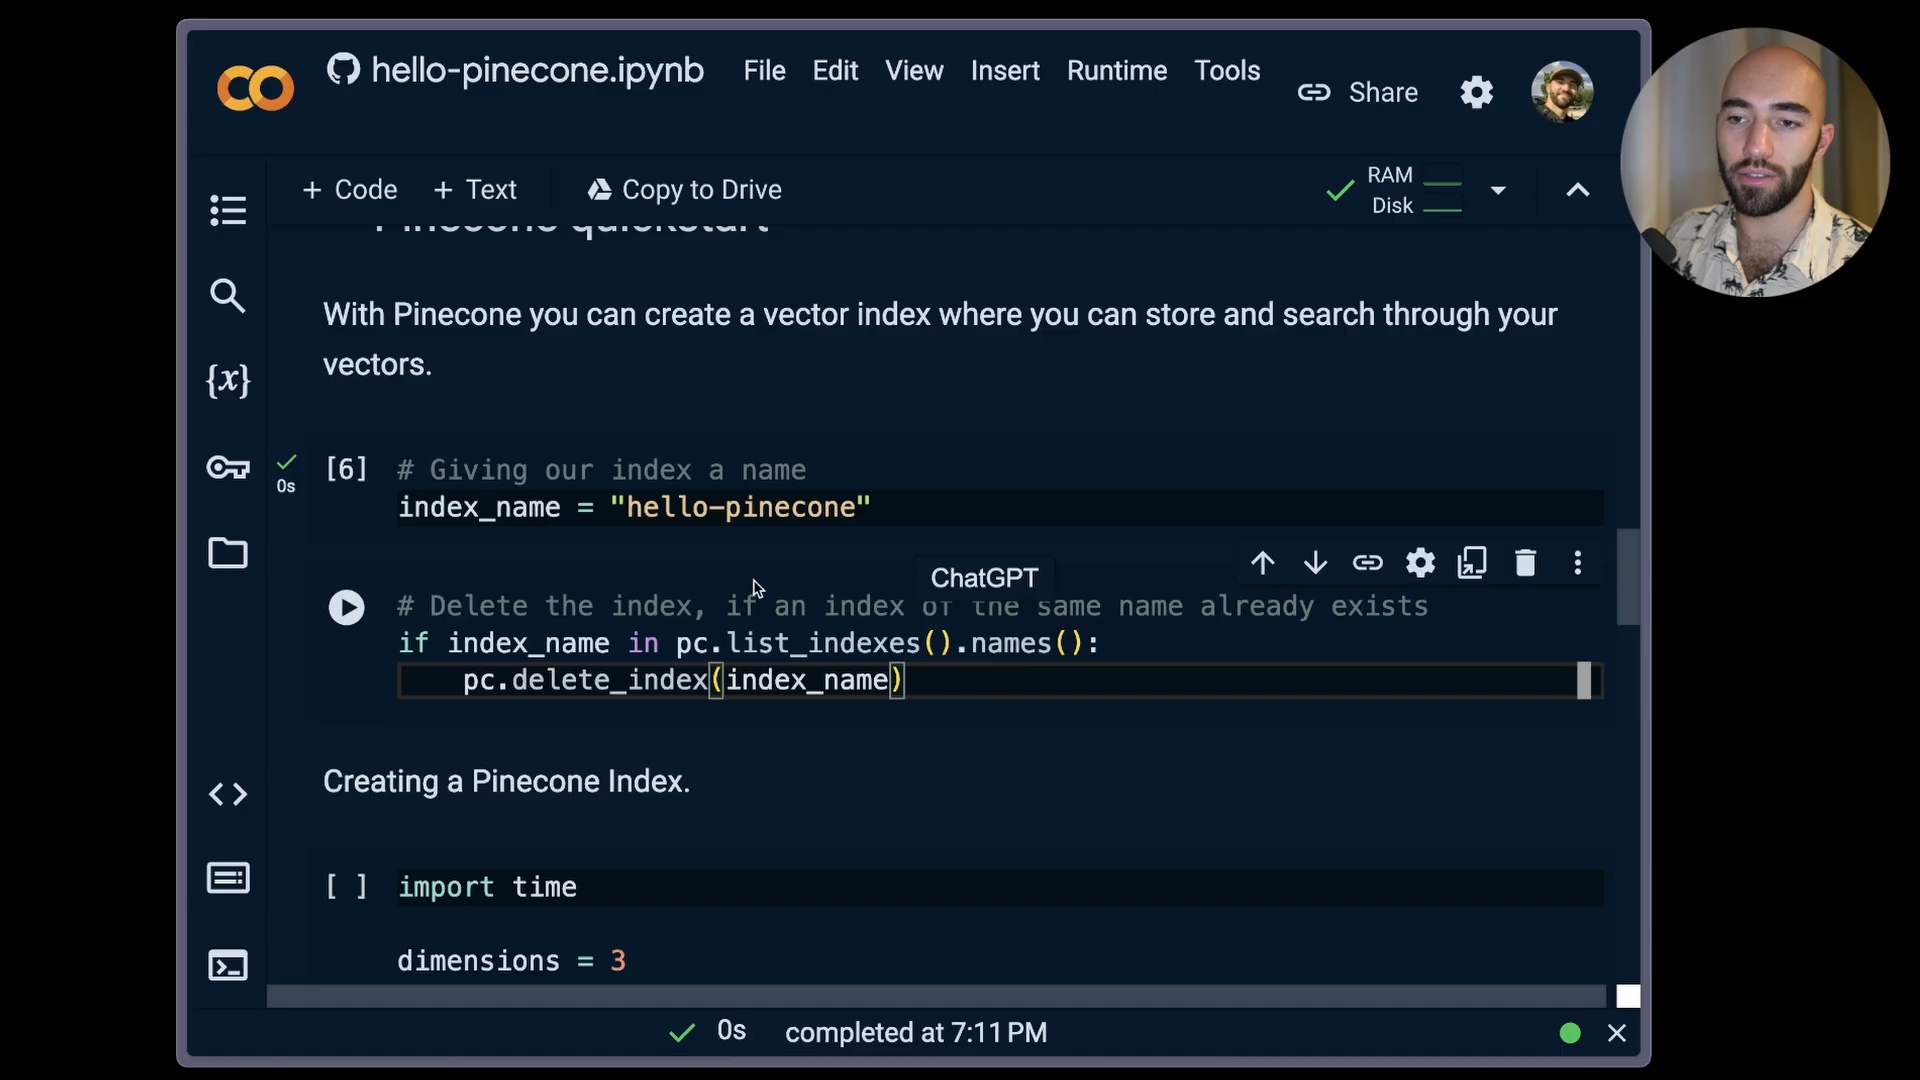 hello-pinecone.ipynb File Edit View Insert Runtime Tools
Share
+ Code + Text Copy to Drive
RAM
Disk
Pinecone quickstart
With Pinecone you can create a vector index where you can store and search through your
vectors.
{x}
0s
[6] # Giving our index a name
index_name = "hello-pinecone"
ChatGPT
# Delete the index, if an index of the same name already exists
if index_name in pc.list_indexes().names():
pc.delete_index(index_name)
Creating a Pinecone Index.
[ ] import time
dimensions = 3
0s completed at 7:11 PM